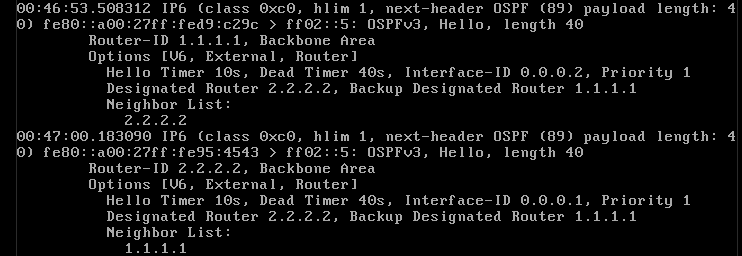 00:46:53.508312 IP6 (class 0xc0, hlim 1, next-header OSPF (89) payload length: 4
0) fe80::a00:27ff:fed9:c29c > ff02::5: OSPFv3, Hello, length 40
Router-ID 1.1.1.1, Backbone Area
Options [V6, External, Router]
Hello Timer 10s, Dead Timer 40s, Interface-ID 0.0.0.2, Priority 1
Designated Router 2.2.2.2, Backup Designated Router 1.1.1.1
Neighbor List:
2.2.2.2
00:47:00.183090 IP6 (class 0xc0, hlim 1, next-header OSPF (89) payload length: 4
0) fe80::a00:27ff:fe95:4543 > ff02::5: OSPFv3, Hello, length 40
Router-ID 2.2.2.2, Backbone Area
Options [V6, External, Router]
Hello Timer 10s, Dead Timer 40s, Interface-ID 0.0.0.1, Priority 1
Designated Router 2.2.2.2, Backup Designated Router 1.1.1.1
Neighbor List:
1.1.1.1